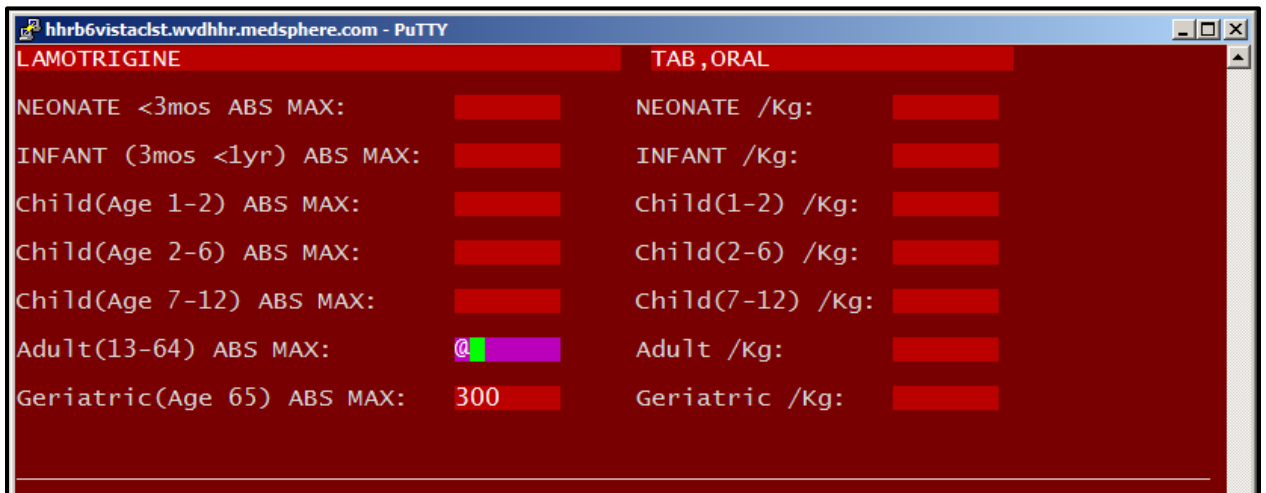 hhrb6vistaclst.wvdhhr.medsphere.com - PuTTY
LAMOTRIGINE TAB,ORAL
NEONATE <3mos ABS MAX: NEONATE /Kg:
INFANT (3mos <1yr) ABS MAX: INFANT /Kg:
Child(Age 1-2) ABS MAX: Child(1-2) /Kg:
Child(Age 2-6) ABS MAX: Child(2-6) /Kg:
Child(Age 7-12) ABS MAX: Child(7-12) /Kg:
Adult(13-64) ABS MAX: @ Adult /Kg:
Geriatric(Age 65) ABS MAX: 300 Geriatric /Kg: